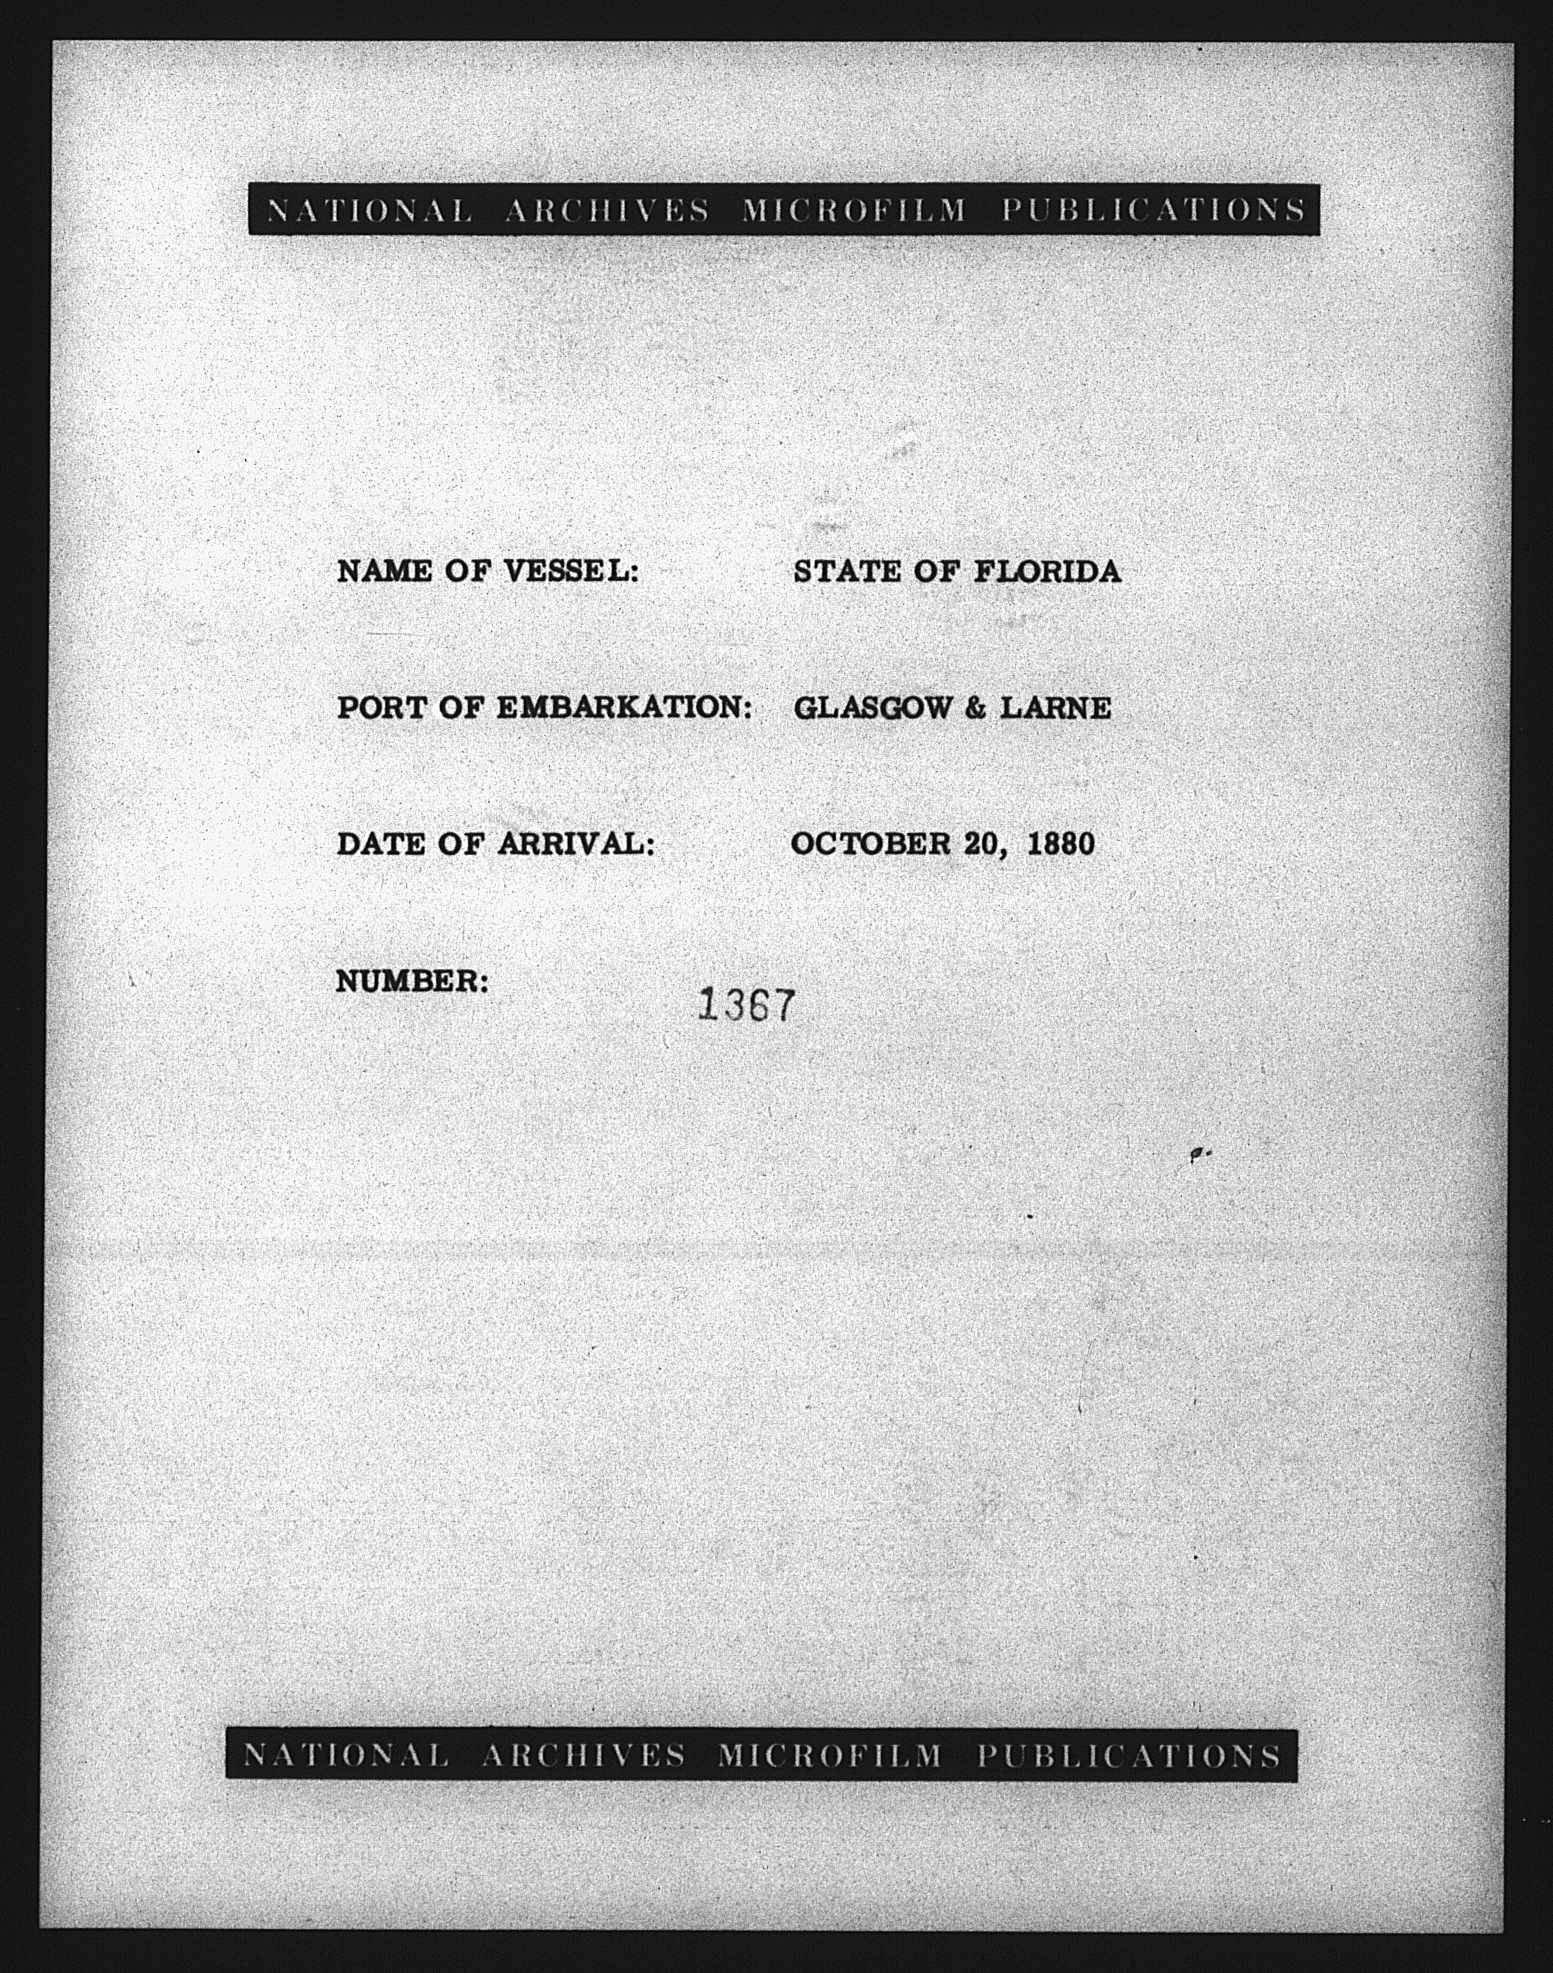 NATIONAL ARCHIVES MICROFILM PUBLICATIONS
NAME OF VESSEL: STATE OF FLORIDA
PORT OF EMBARKATION: GLASGOW & LARNE
DATE OF ARRIVAL: OCTOBER 20, 1880
NUMBER: 1367
NATIONAL ARCHIVES MICROFILM PUBLICATIONS